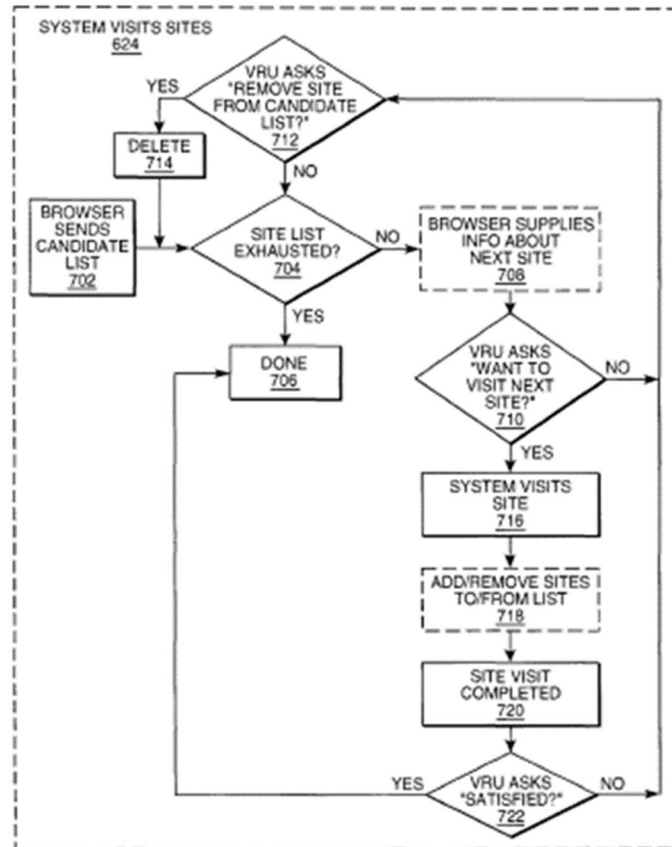 SYSTEM VISITS SITES
624
VRU ASKS
"REMOVE SITE
FROM CANDIDATE
LIST?"
712
YES
DELETE
714
NO
BROWSER
SENDS
CANDIDATE
LIST
702
SITE LIST
EXHAUSTED?
704
NO
BROWSER SUPPLIES
INFO ABOUT
NEXT SITE
708
YES
DONE
706
VRU ASKS
"WANT TO
VISIT NEXT
SITE?"
710
NO
YES
SYSTEM VISITS
SITE
716
ADD/REMOVE SITES
TO/FROM LIST
718
SITE VISIT
COMPLETED
720
YES
VRU ASKS
"SATISFIED?"
722
NO